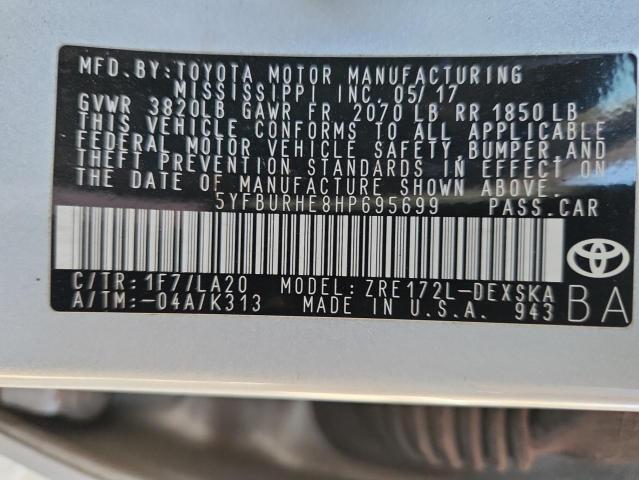 MFD.BY:TOYOTA MOTOR MANUFACTURING
MISSISSIPPI INC.05/17
GVWR 3820LB GAWR FR 2070 LB RR 1850 LB
THIS VEHICLE CONFORMS TO ALL APPLICABLE
FEDERAL MOTOR VEHICLE SAFETY,BUMPER,AND
THEFT PREVENTION STANDARDS IN EFFECT ON
THE DATE OF MANUFACTURE SHOWN ABOVE.
5YFBURHE8HP695699 PASS.CAR
C/TR:1F7/LA20 MODEL:ZRE172L-DEXSKA
A/TM:-04A/K313 MADE IN U.S.A. 943
BA